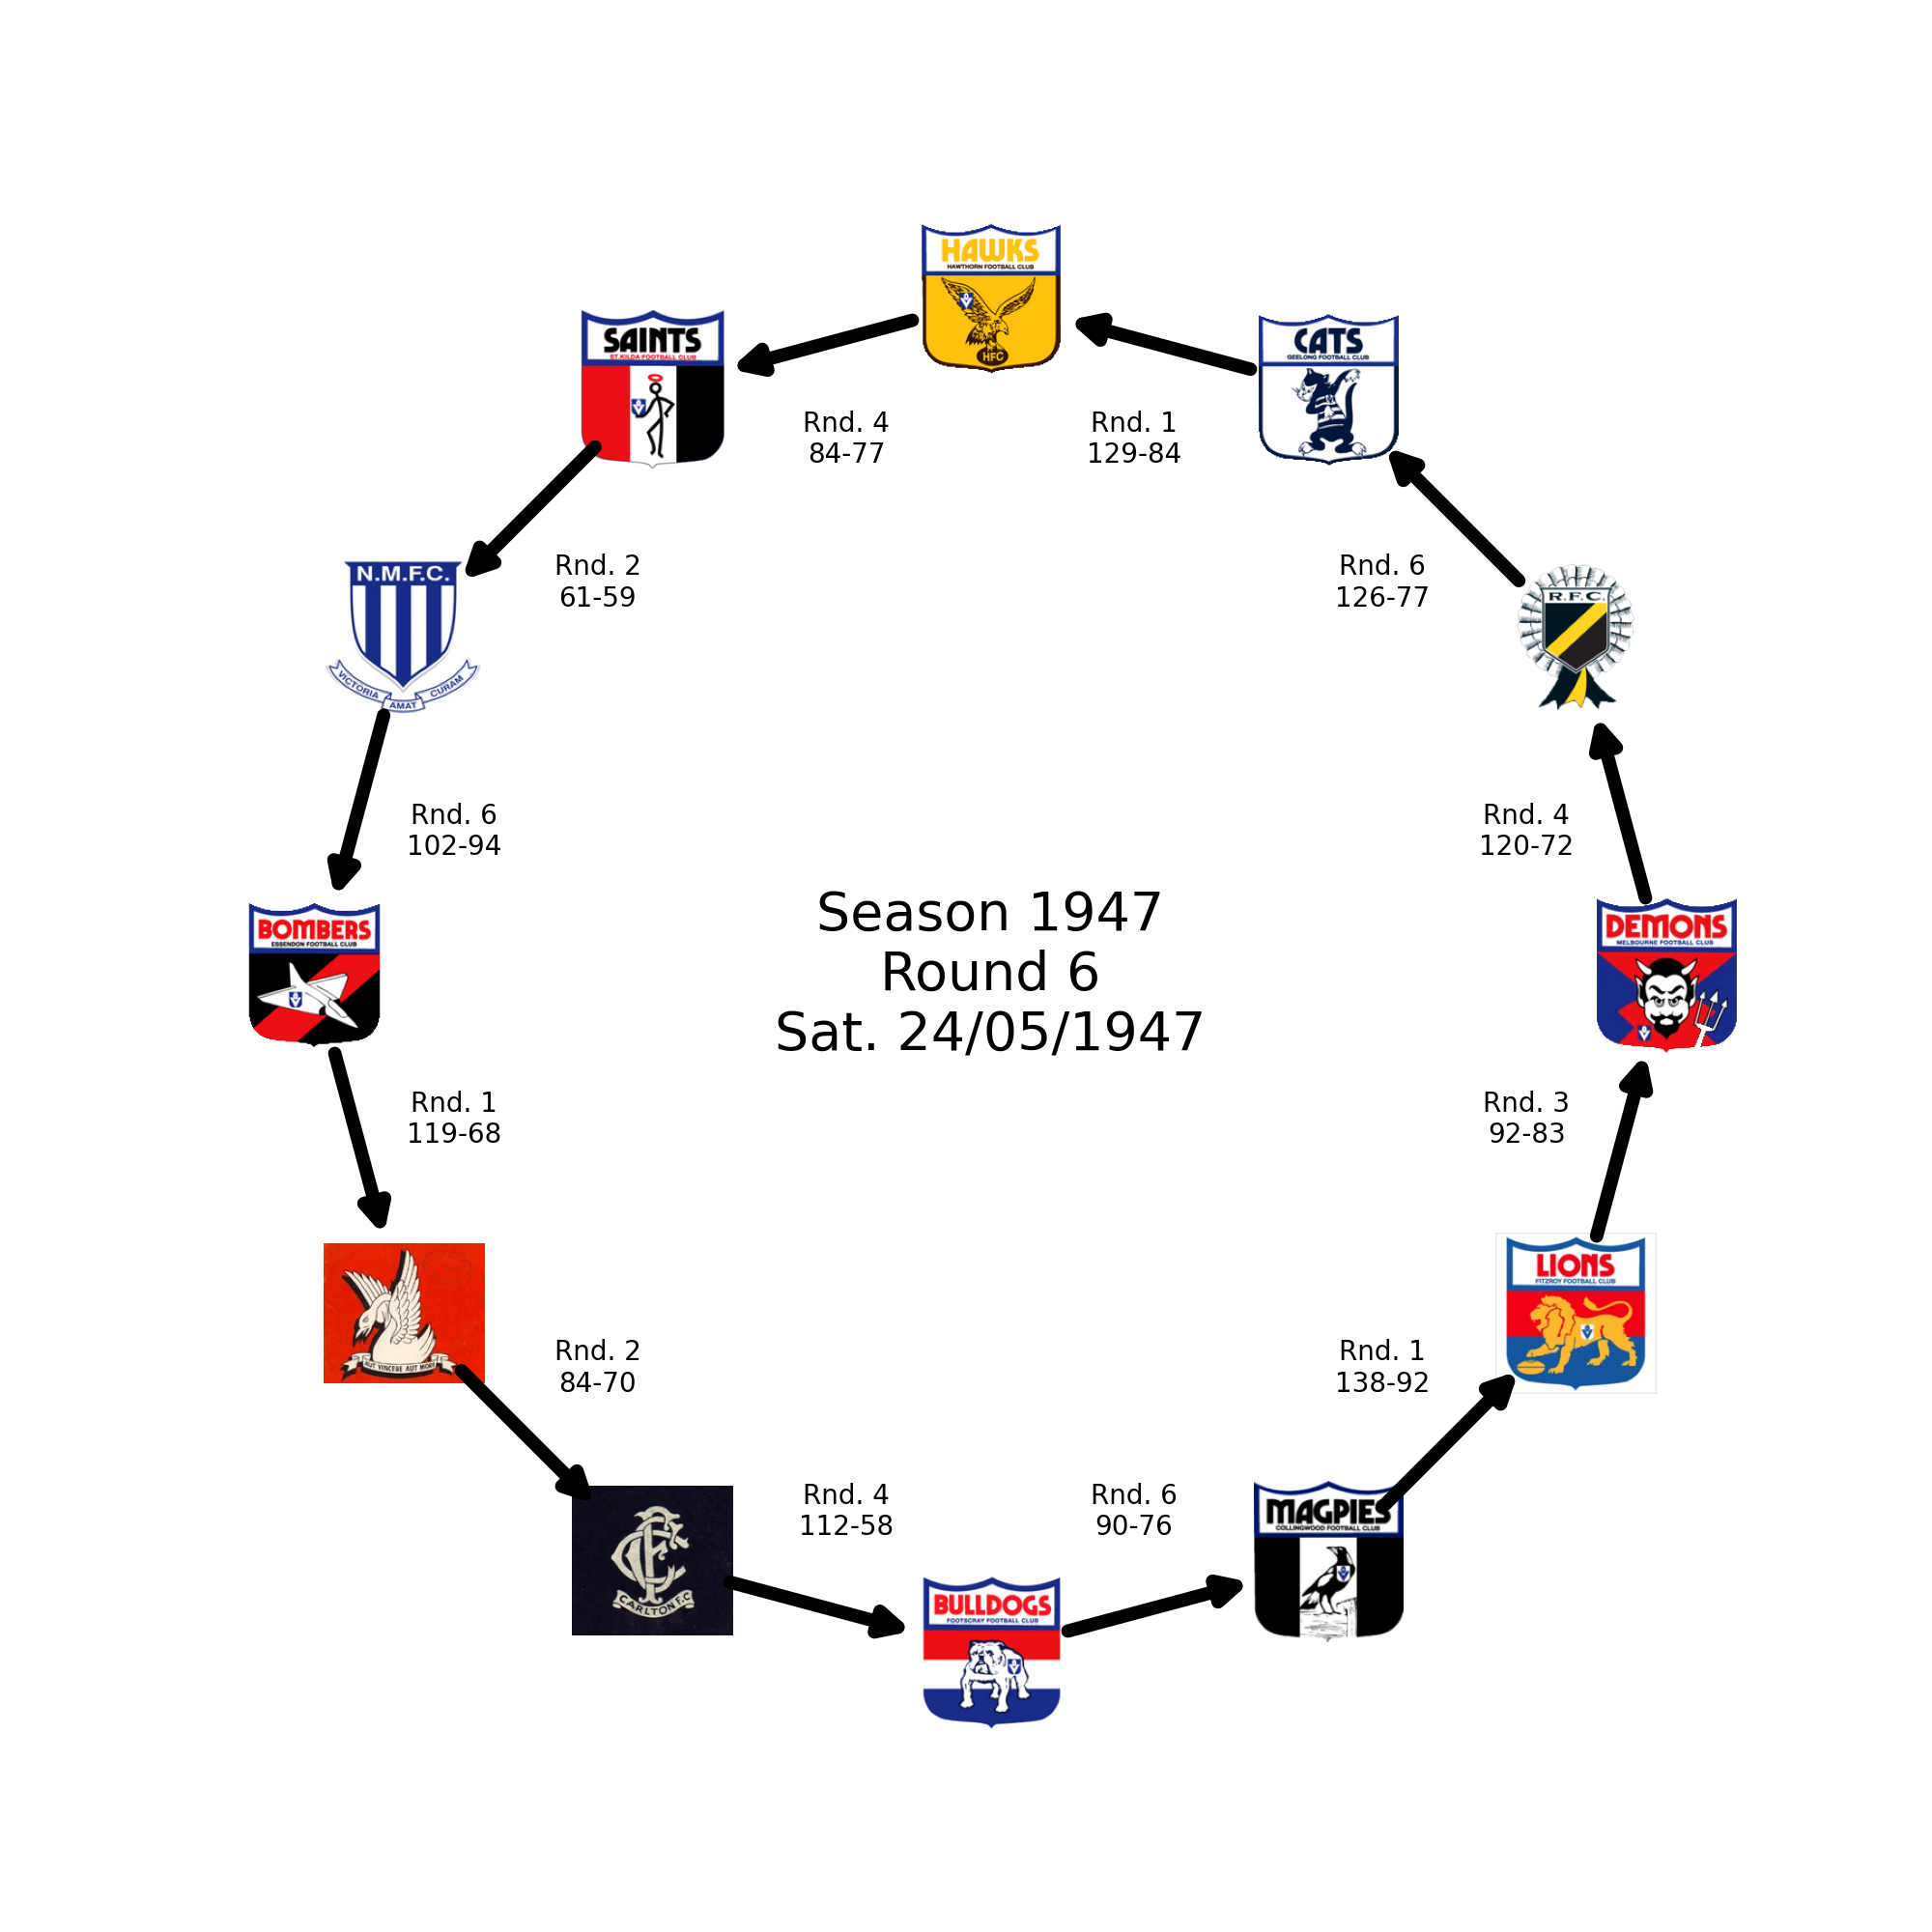 HAWKS
HAWTHORN FOOTBALL CLUB
HFC
SAINTS
ST.KILDA FOOTBALL CLUB
CATS
GEELONG FOOTBALL CLUB
Rnd. 4
84-77
Rnd. 1
129-84
N.M.F.C.
VICTORIA
AMAT
CURAM
Rnd. 2
61-59
Rnd. 6
126-77
R.F.C.
Rnd. 6
102-94
Rnd. 4
120-72
BOMBERS
ESSENDON FOOTBALL CLUB
Season 1947
Round 6
Sat. 24/05/1947
DEMONS
MELBOURNE FOOTBALL CLUB
Rnd. 1
119-68
Rnd. 3
92-83
AUT VINCERE AUT MORI
LIONS
FITZROY FOOTBALL CLUB
Rnd. 2
84-70
Rnd. 1
138-92
CFC
CARLTON F.C
Rnd. 4
112-58
Rnd. 6
90-76
MAGPIES
COLLINGWOOD FOOTBALL CLUB
BULLDOGS
FOOTSCRAY FOOTBALL CLUB